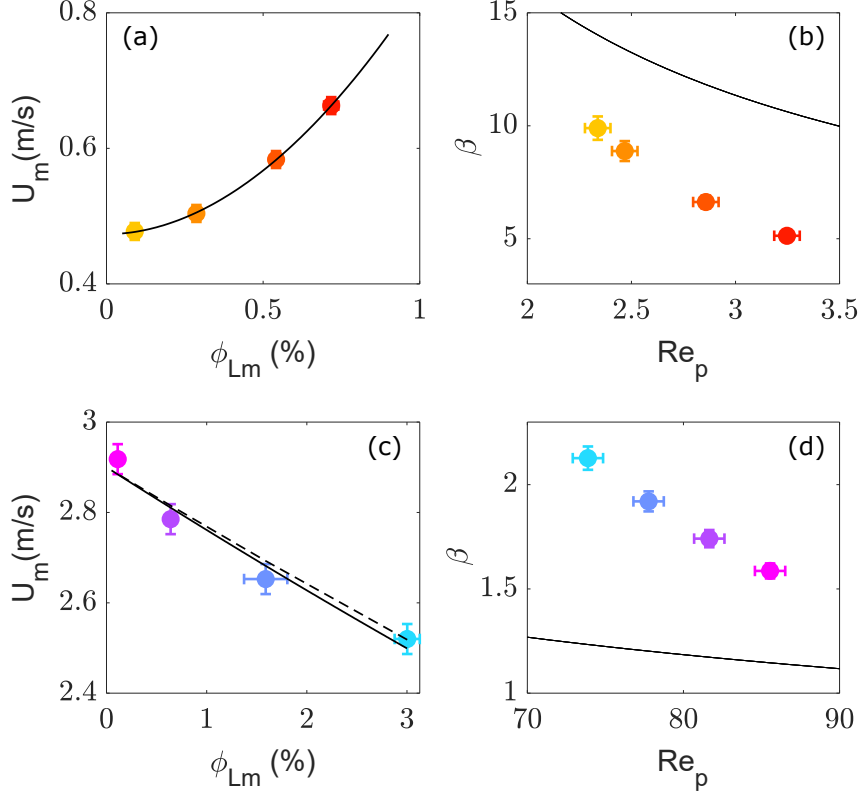 (a)
U_m(m/s)
0.8
0.6
0.4
0
0.5
1
ϕ_Lm (%)
(b)
β
15
10
5
2
2.5
3
3.5
Re_p
(c)
U_m(m/s)
3
2.8
2.6
2.4
0
1
2
3
ϕ_Lm (%)
(d)
β
2
1.5
1
70
80
90
Re_p